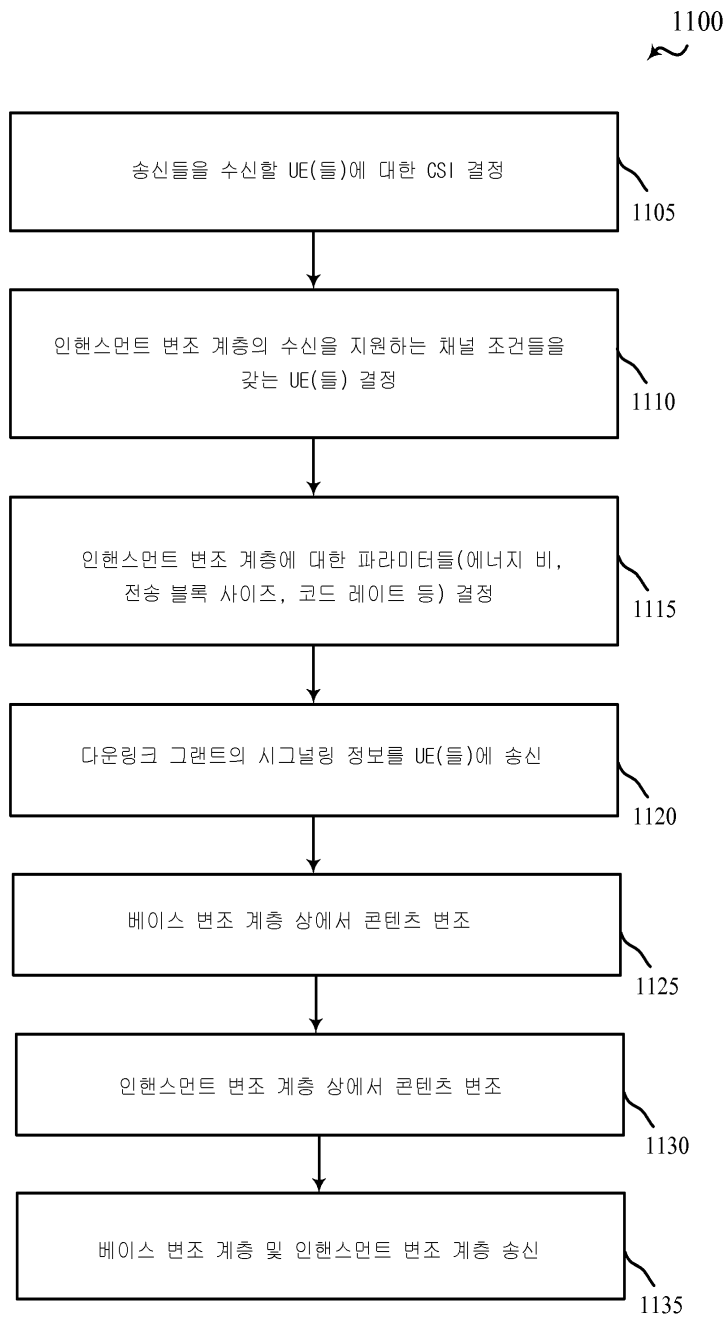 1100
송신들을 수신할 UE(들)에 대한 CSI 결정
1105
인핸스먼트 변조 계층의 수신을 지원하는 채널 조건들을
갖는 UE(들) 결정
1110
인핸스먼트 변조 계층에 대한 파라미터들(에너지 비,
전송 블록 사이즈, 코드 레이트 등) 결정
1115
다운링크 그랜트의 시그널링 정보를 UE(들)에 송신
1120
베이스 변조 계층 상에서 콘텐츠 변조
1125
인핸스먼트 변조 계층 상에서 콘텐츠 변조
1130
베이스 변조 계층 및 인핸스먼트 변조 계층 송신
1135